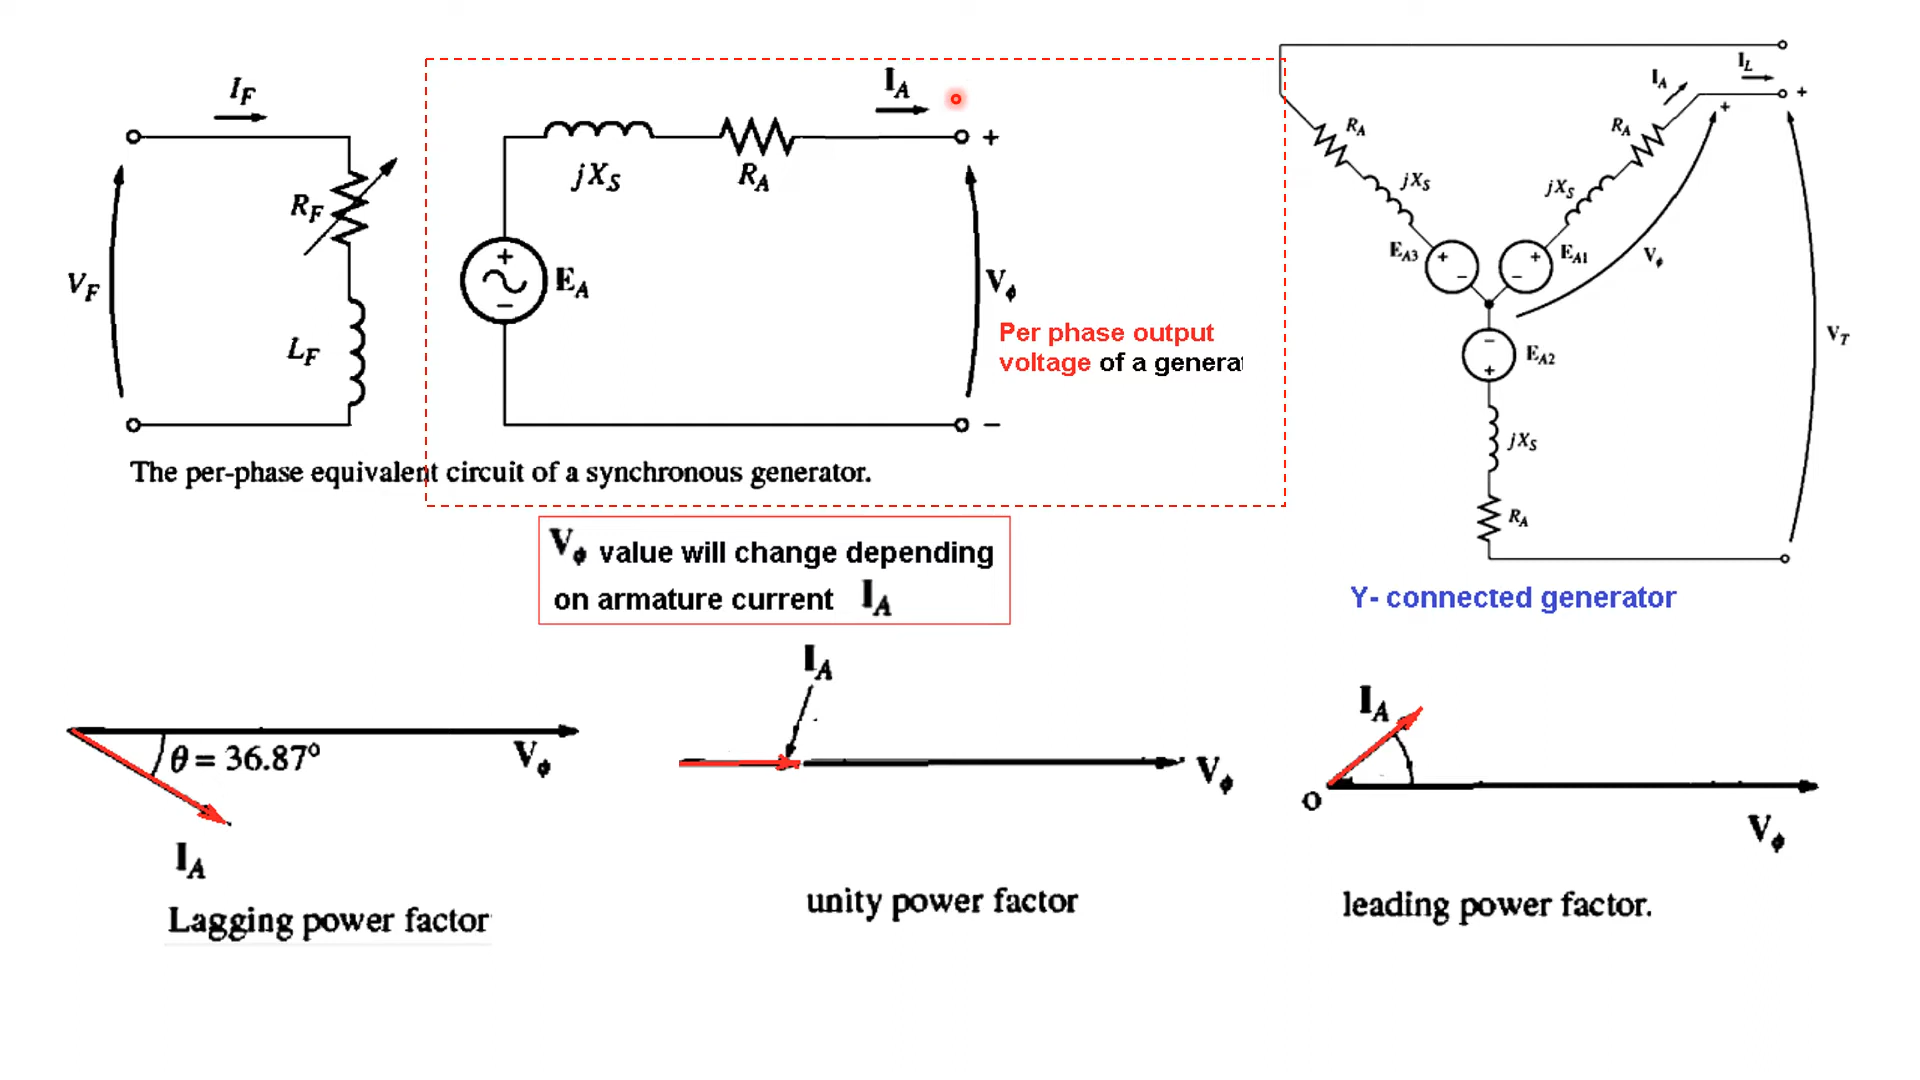 I_F
R_F
V_F
L_F
I_A
+
jX_S
R_A
+
−
E_A
V_ϕ
−
Per phase output
voltage of a genera
The per-phase equivalent circuit of a synchronous generator.
V_ϕ value will change depending
on armature current I_A
I_L
I_A
+
+
R_A
R_A
jX_S
jX_S
E_A3
+
−
+
−
E_A1
V_ϕ
−
+
E_A2
V_T
jX_S
R_A
Y- connected generator
θ = 36.87⁰
V_ϕ
I_A
Lagging power factor
I_A
V_ϕ
unity power factor
I_A
O
V_ϕ
leading power factor.